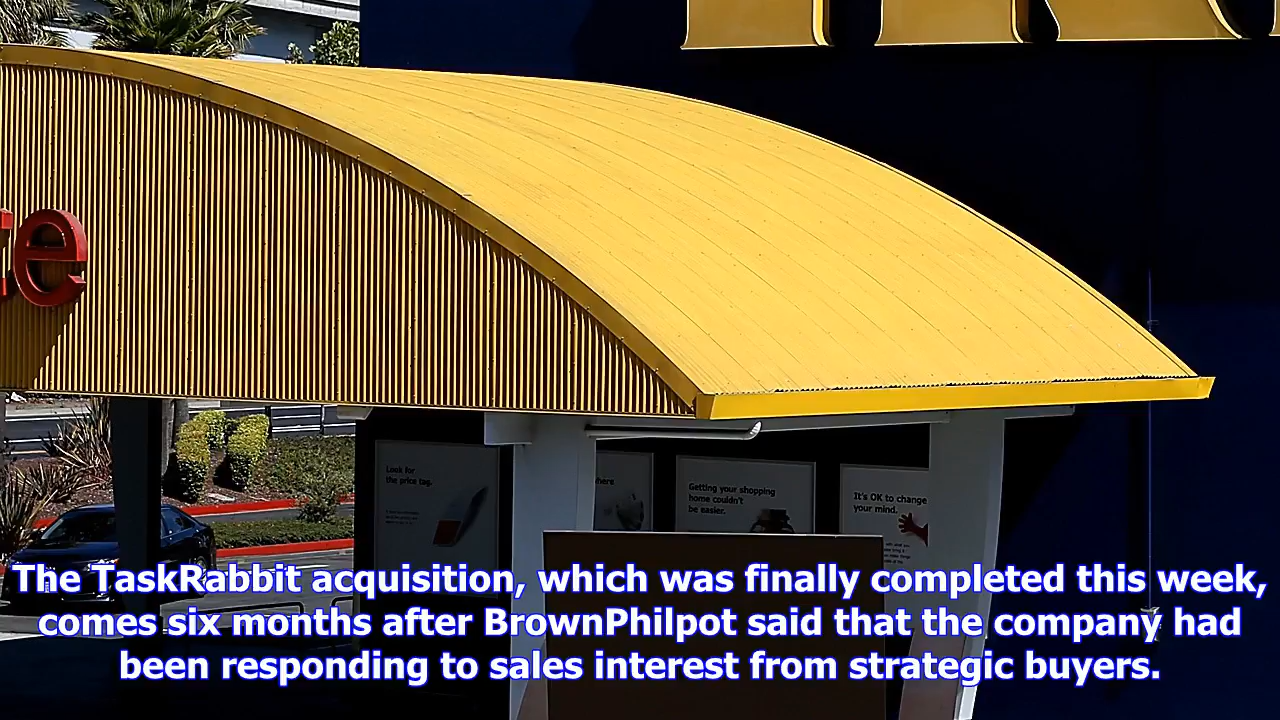 e
Look for
the price tag.
here
Getting your shopping
home couldn't
be easier.
It's OK to change
your mind.
The TaskRabbit acquisition, which was finally completed this week,
comes six months after BrownPhilpot said that the company had
been responding to sales interest from strategic buyers.